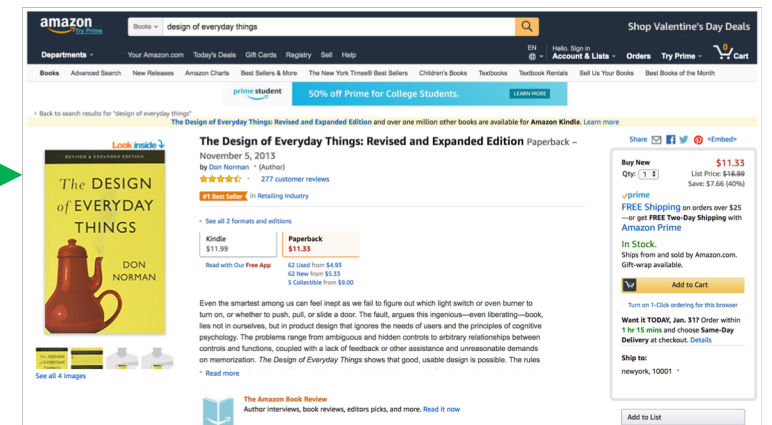 amazon
Try Prime
Books
design of everyday things
Shop Valentine's Day Deals
Departments
Your Amazon.com Today's Deals Gift Cards Registry Sell Help
EN
Hello. Sign in
Account & Lists
Orders
Try Prime
0
Cart
Books Advanced Search New Releases Amazon Charts Best Sellers & More The New York Times® Best Sellers Children's Books Textbooks Textbook Rentals Sell Us Your Books Best Books of the Month
prime student
50% off Prime for College Students.
LEARN MORE
‹ Back to search results for "design of everyday things"
The Design of Everyday Things: Revised and Expanded Edition and over one million other books are available for Amazon Kindle. Learn more
Look inside
REVISED & EXPANDED EDITION
The DESIGN
of EVERYDAY
THINGS
DON
NORMAN
See all 4 images
The Design of Everyday Things: Revised and Expanded Edition Paperback –
November 5, 2013
by Don Norman (Author)
277 customer reviews
#1 Best Seller in Retailing Industry
See all 2 formats and editions
Kindle
$11.99
Paperback
$11.33
Read with Our Free App
62 Used from $4.93
62 New from $5.33
5 Collectible from $9.00
Even the smartest among us can feel inept as we fail to figure out which light switch or oven burner to
turn on, or whether to push, pull, or slide a door. The fault, argues this ingenious—even liberating—book,
lies not in ourselves, but in product design that ignores the needs of users and the principles of cognitive
psychology. The problems range from ambiguous and hidden controls to arbitrary relationships between
controls and functions, coupled with a lack of feedback or other assistance and unreasonable demands
on memorization. The Design of Everyday Things shows that good, usable design is possible. The rules
Read more
The Amazon Book Review
Author interviews, book reviews, editors picks, and more. Read it now
Share
<Embed>
Buy New
$11.33
Qty: 1
List Price: $18.99
Save: $7.66 (40%)
prime
FREE Shipping on orders over $25
—or get FREE Two-Day Shipping with
Amazon Prime
In Stock.
Ships from and sold by Amazon.com.
Gift-wrap available.
Add to Cart
Turn on 1-Click ordering for this browser
Want it TODAY, Jan. 31? Order within
1 hr 15 mins and choose Same-Day
Delivery at checkout. Details
Ship to:
newyork, 10001
Add to List